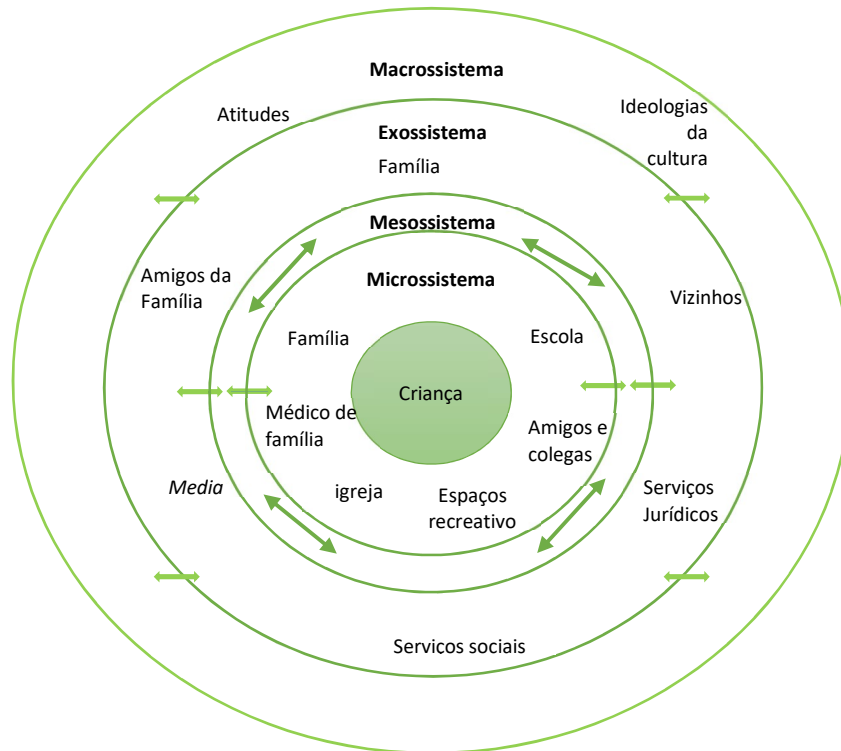 Macrossistema
Atitudes
Ideologias
da
cultura
Exossistema
Família
Mesossistema
Amigos da
Família
Microssistema
Vizinhos
Família
Escola
Criança
Médico de
família
Amigos e
colegas
Media
igreja
Espaços
recreativo
Serviços
Jurídicos
Servicos sociais